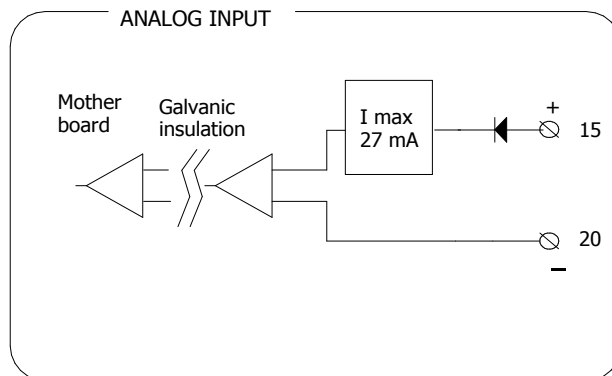 ANALOG INPUT
Mother
board
Galvanic
insulation
I max
27 mA
+
15
20
–